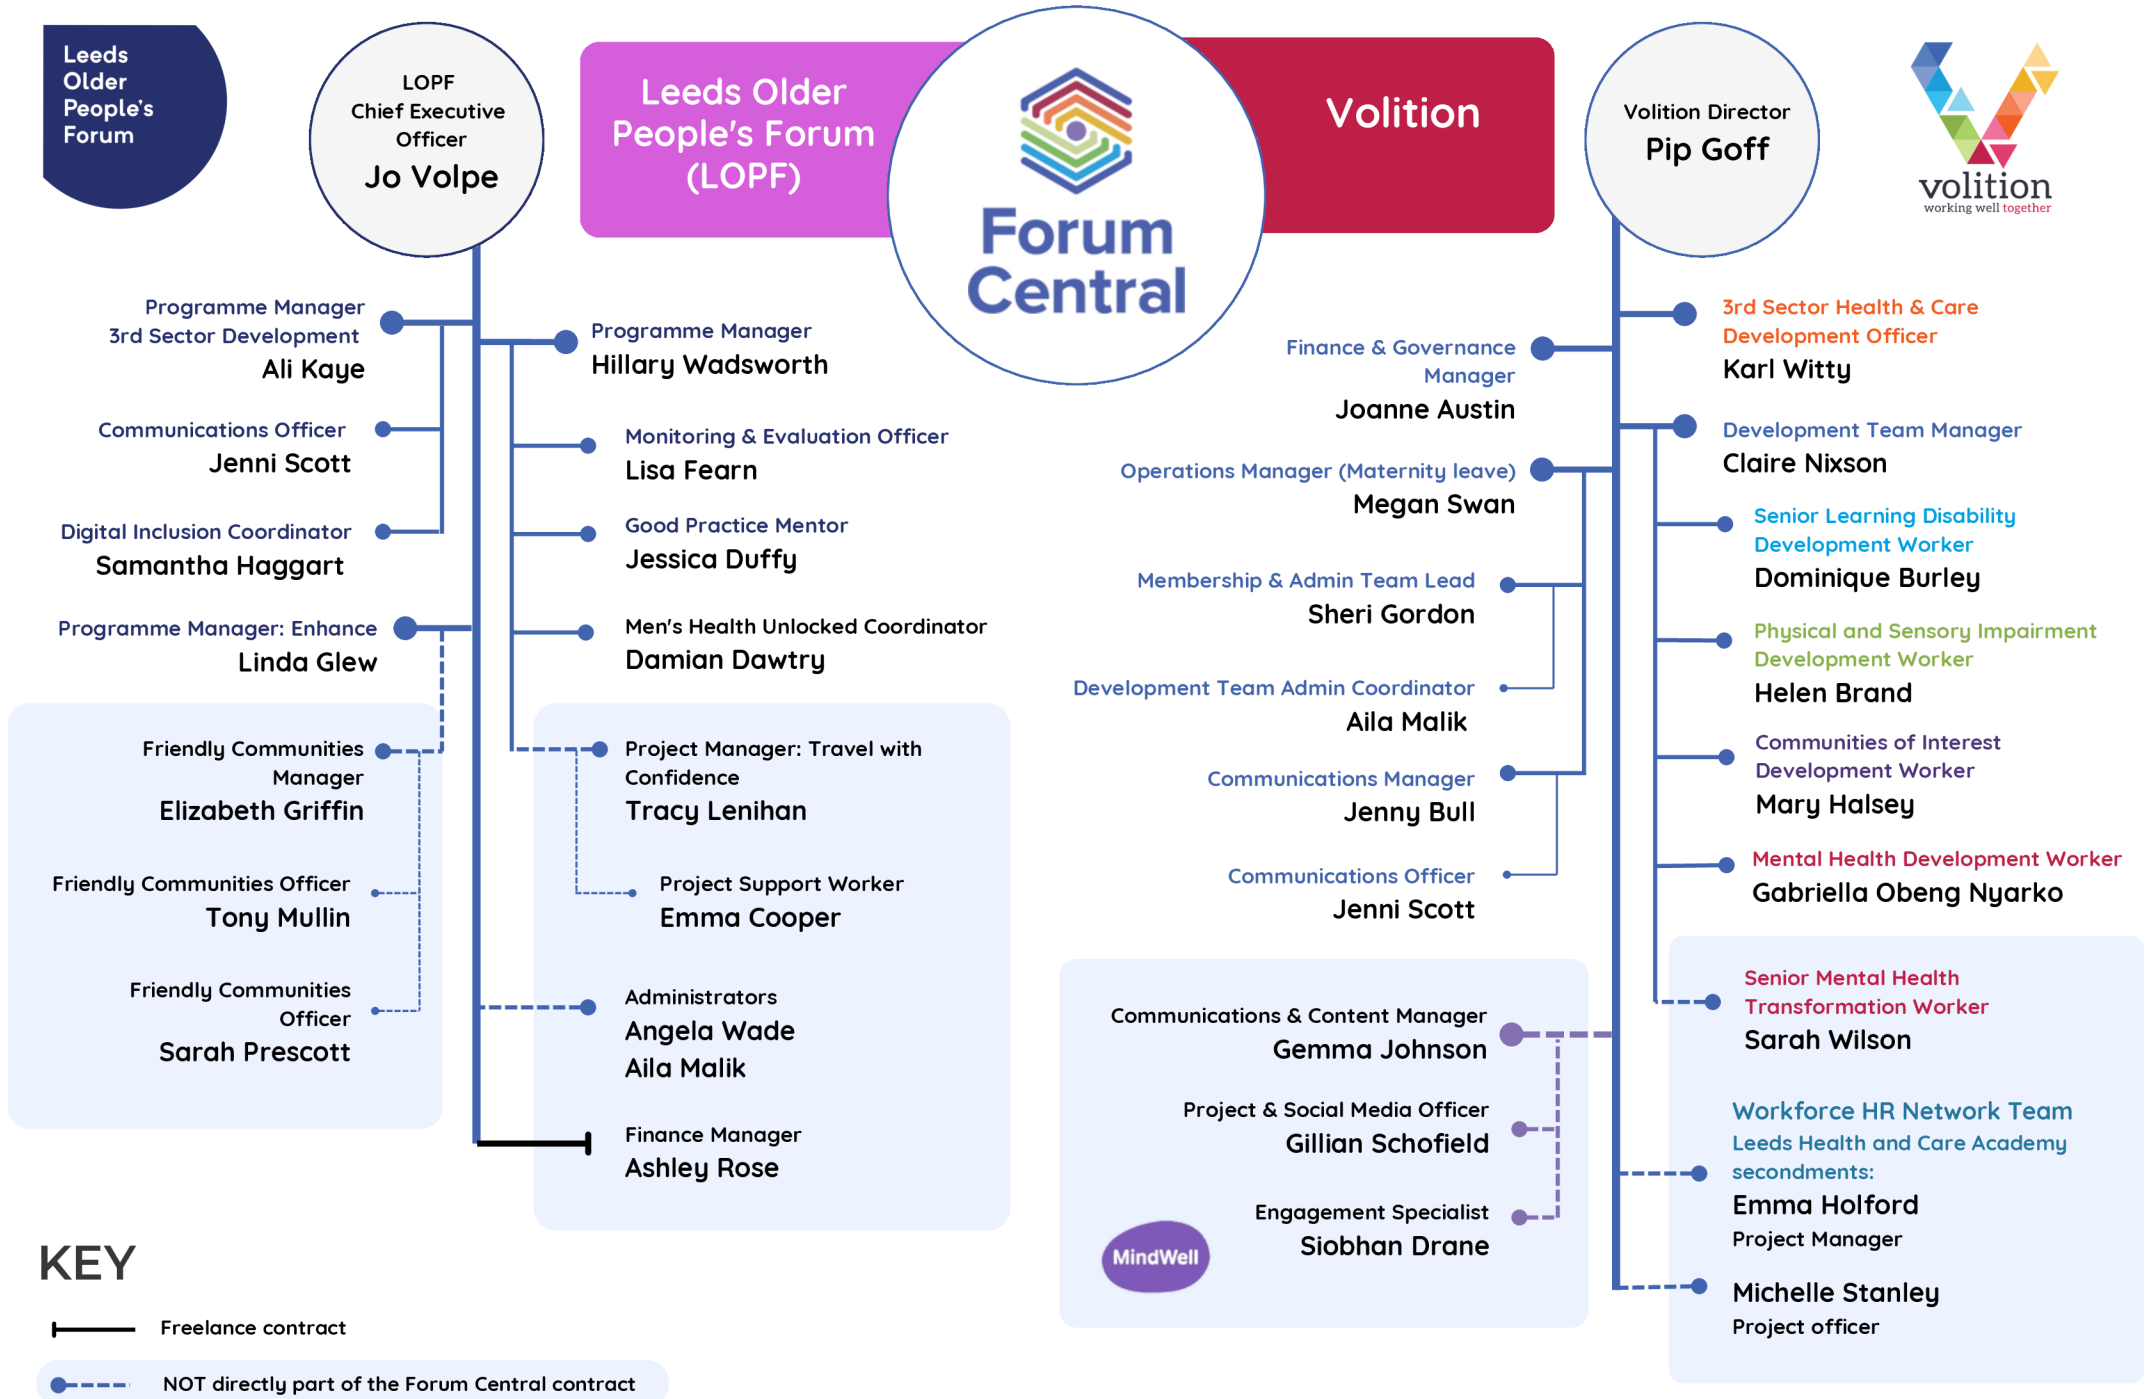 Leeds
Older
People's
Forum
LOPF
Chief Executive
Officer
Jo Volpe
Leeds Older
People's Forum
(LOPF)
Forum
Central
Volition
Volition Director
Pip Goff
volition
working well together
Programme Manager
3rd Sector Development
Ali Kaye
Communications Officer
Jenni Scott
Digital Inclusion Coordinator
Samantha Haggart
Programme Manager: Enhance
Linda Glew
Friendly Communities
Manager
Elizabeth Griffin
Friendly Communities Officer
Tony Mullin
Friendly Communities
Officer
Sarah Prescott
Programme Manager
Hillary Wadsworth
Monitoring & Evaluation Officer
Lisa Fearn
Good Practice Mentor
Jessica Duffy
Men's Health Unlocked Coordinator
Damian Dawtry
Project Manager: Travel with
Confidence
Tracy Lenihan
Project Support Worker
Emma Cooper
Administrators
Angela Wade
Aila Malik
Finance Manager
Ashley Rose
Finance & Governance
Manager
Joanne Austin
Operations Manager (Maternity leave)
Megan Swan
Membership & Admin Team Lead
Sheri Gordon
Development Team Admin Coordinator
Aila Malik
Communications Manager
Jenny Bull
Communications Officer
Jenni Scott
Communications & Content Manager
Gemma Johnson
Project & Social Media Officer
Gillian Schofield
Engagement Specialist
Siobhan Drane
MindWell
3rd Sector Health & Care
Development Officer
Karl Witty
Development Team Manager
Claire Nixson
Senior Learning Disability
Development Worker
Dominique Burley
Physical and Sensory Impairment
Development Worker
Helen Brand
Communities of Interest
Development Worker
Mary Halsey
Mental Health Development Worker
Gabriella Obeng Nyarko
Senior Mental Health
Transformation Worker
Sarah Wilson
Workforce HR Network Team
Leeds Health and Care Academy
secondments:
Emma Holford
Project Manager
Michelle Stanley
Project officer
KEY
Freelance contract
NOT directly part of the Forum Central contract